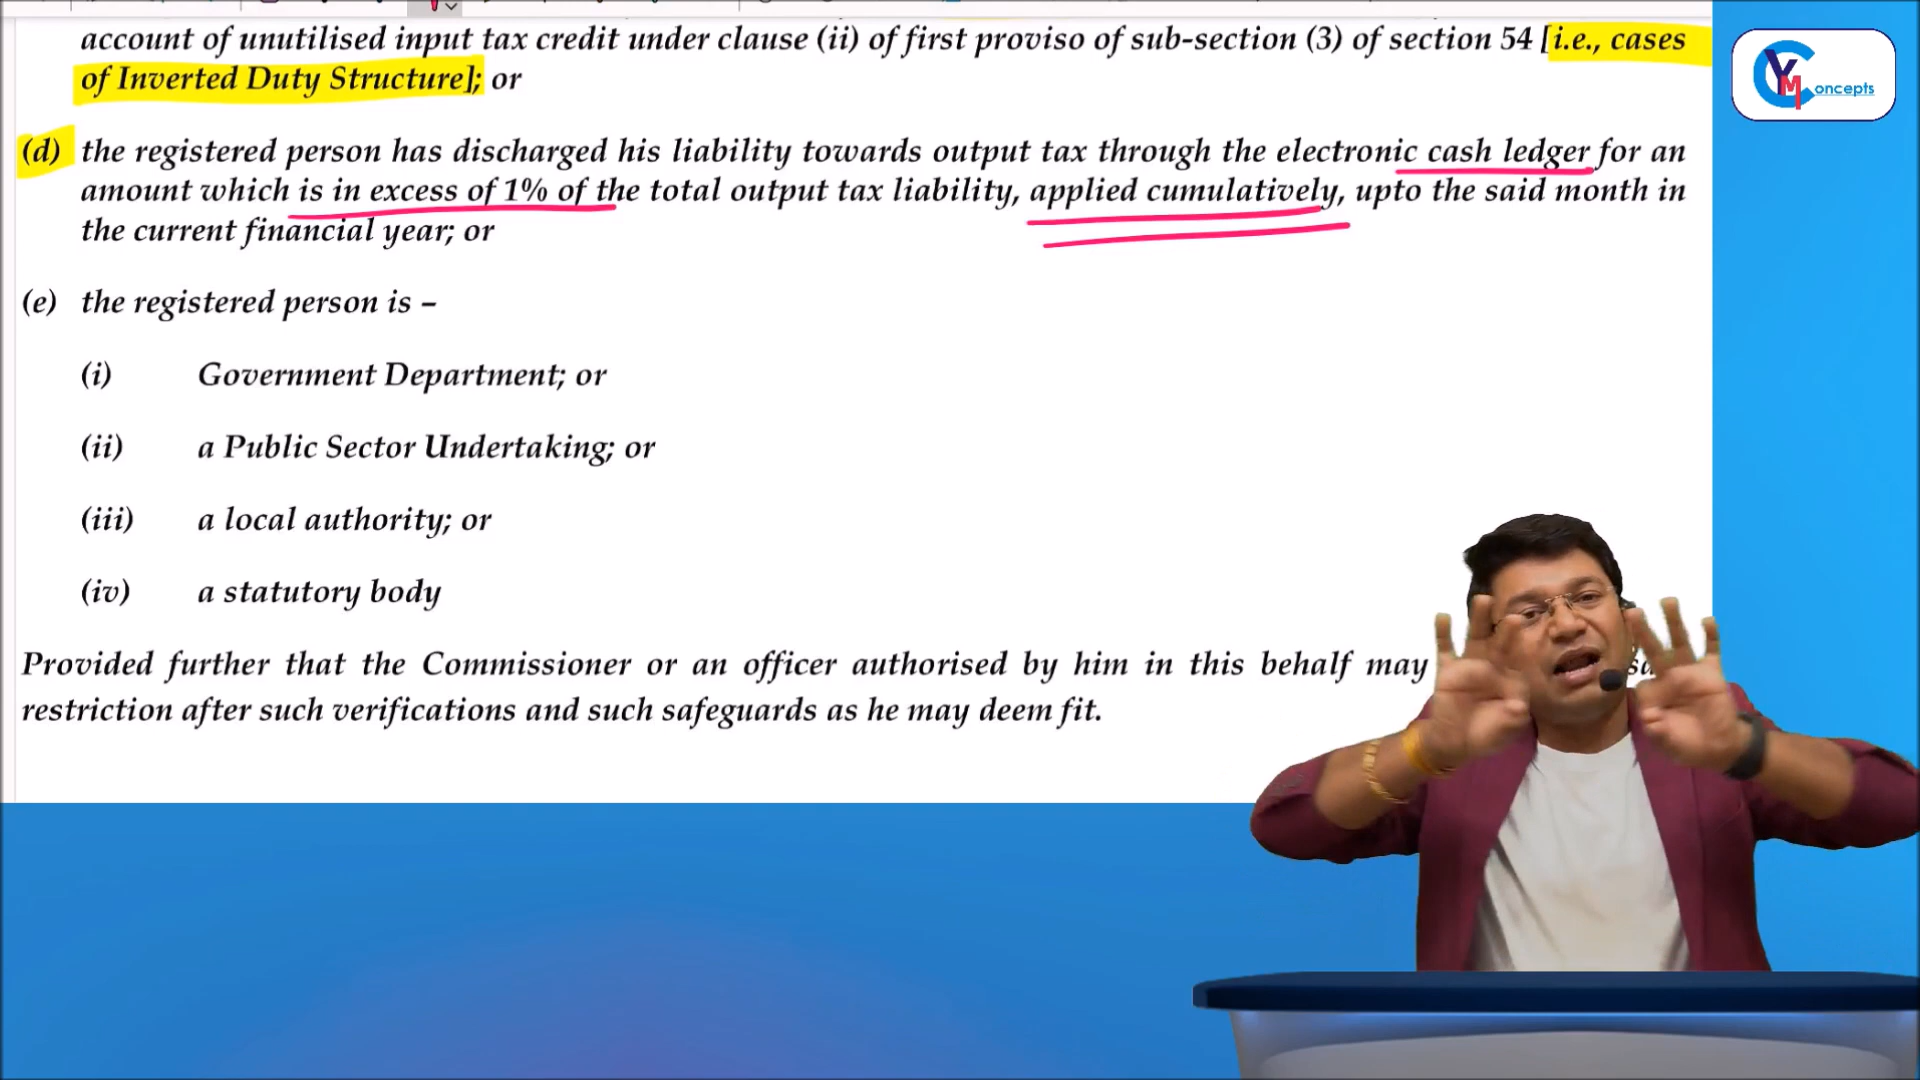 account of unutilised input tax credit under clause (ii) of first proviso of sub-section (3) of section 54 [i.e., cases
of Inverted Duty Structure]; or
(d) the registered person has discharged his liability towards output tax through the electronic cash ledger for an
amount which is in excess of 1% of the total output tax liability, applied cumulatively, upto the said month in
the current financial year; or
(e) the registered person is –
(i) Government Department; or
(ii) a Public Sector Undertaking; or
(iii) a local authority; or
(iv) a statutory body
Provided further that the Commissioner or an officer authorised by him in this behalf may
restriction after such verifications and such safeguards as he may deem fit.
YM
Concepts